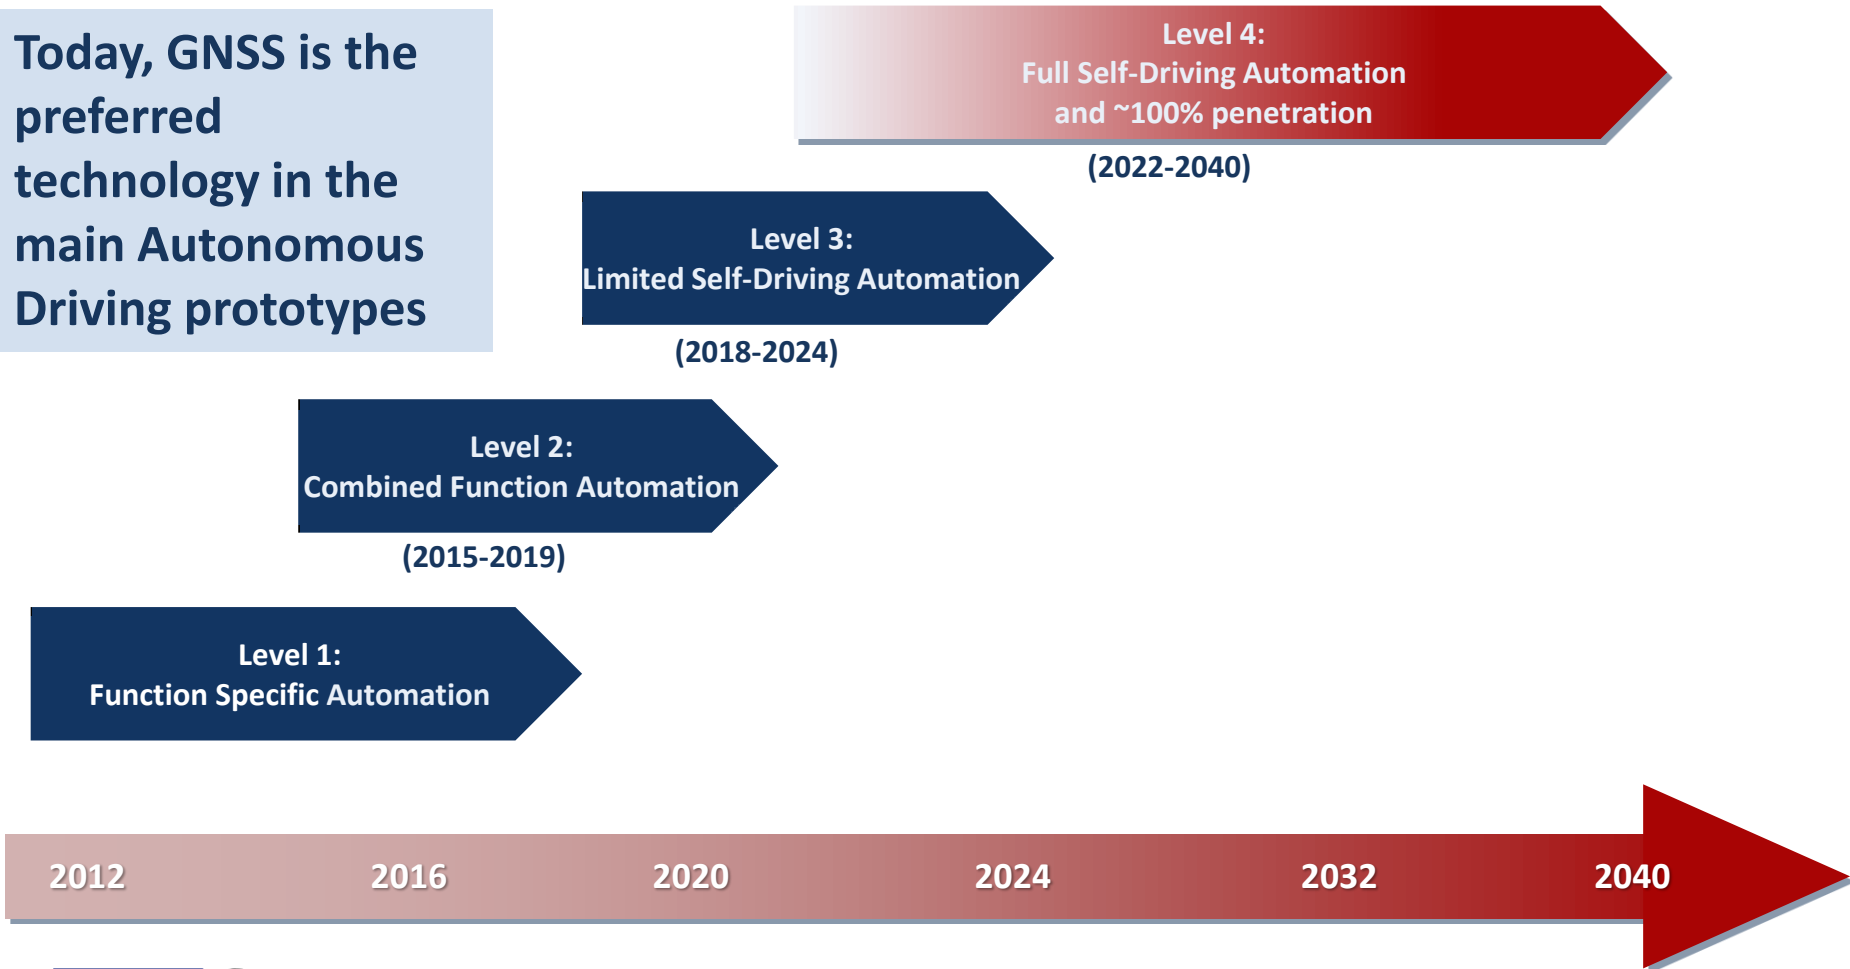 Today, GNSS is the
preferred
technology in the
main Autonomous
Driving prototypes
Level 4:
Full Self-Driving Automation
and ~100% penetration
(2022-2040)
Level 3:
Limited Self-Driving Automation
(2018-2024)
Level 2:
Combined Function Automation
(2015-2019)
Level 1:
Function Specific Automation
2012 2016 2020 2024 2032 2040